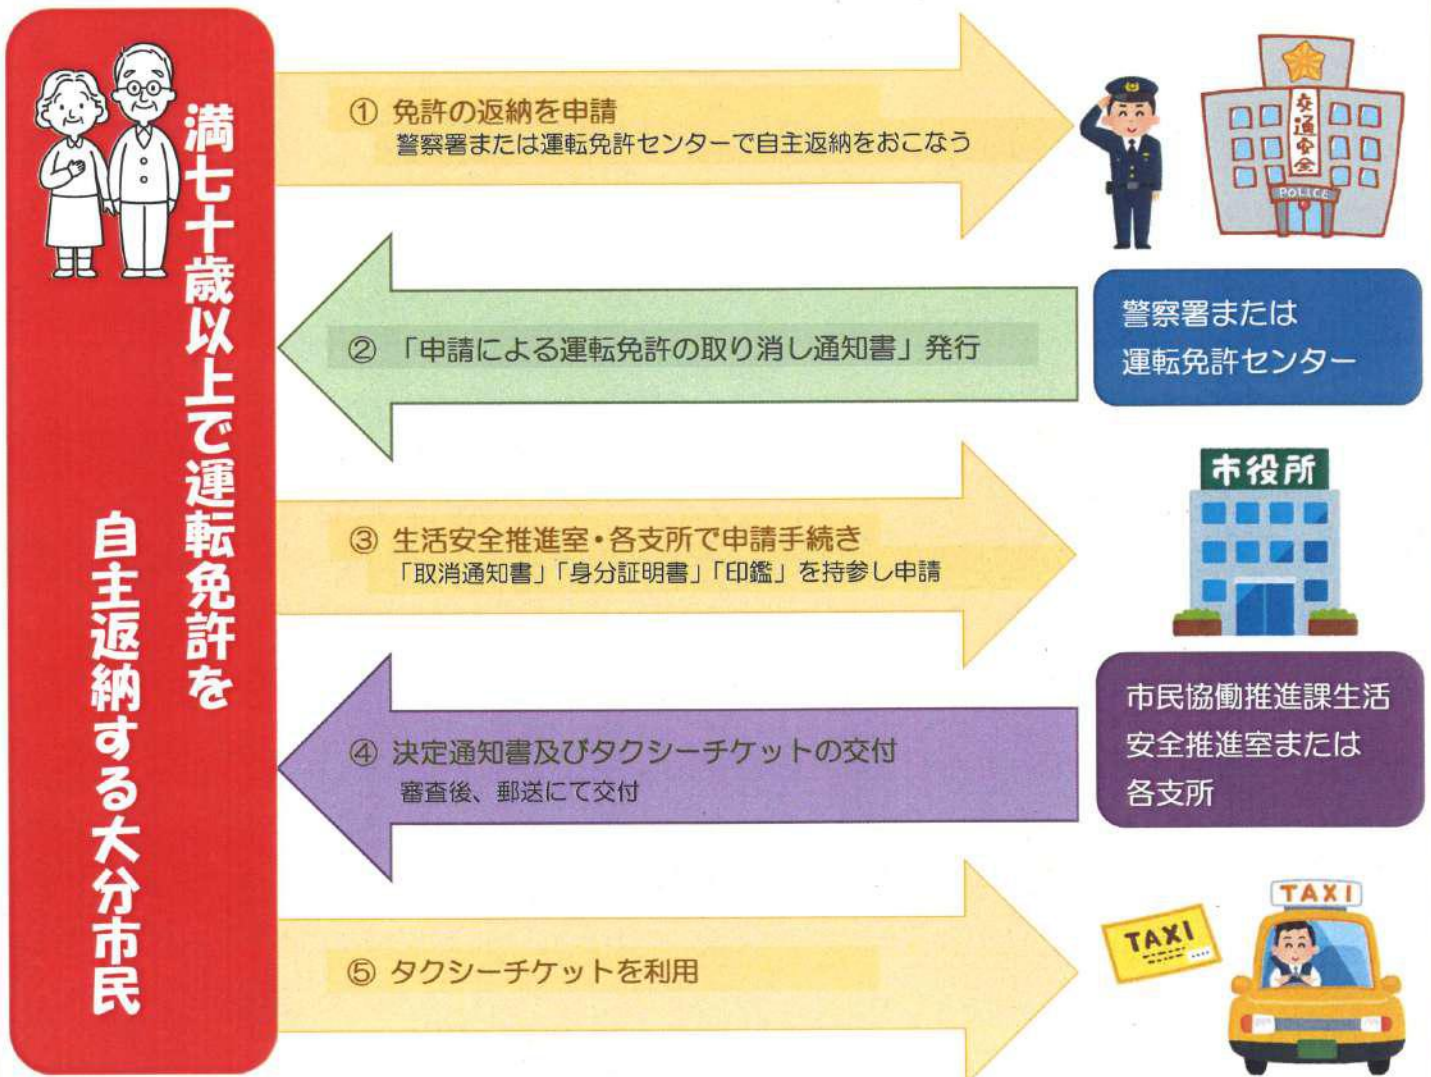 満七十歳以上で運転免許を
自主返納する大分市民
① 免許の返納を申請
警察署または運転免許センターで自主返納をおこなう
交通安全
POLICE
② 「申請による運転免許の取り消し通知書」発行
警察署または
運転免許センター
市役所
③ 生活安全推進室・各支所で申請手続き
「取消通知書」「身分証明書」「印鑑」を持参し申請
④ 決定通知書及びタクシーチケットの交付
審査後、郵送にて交付
市民協働推進課生活
安全推進室または
各支所
⑤ タクシーチケットを利用
TAXI
TAXI